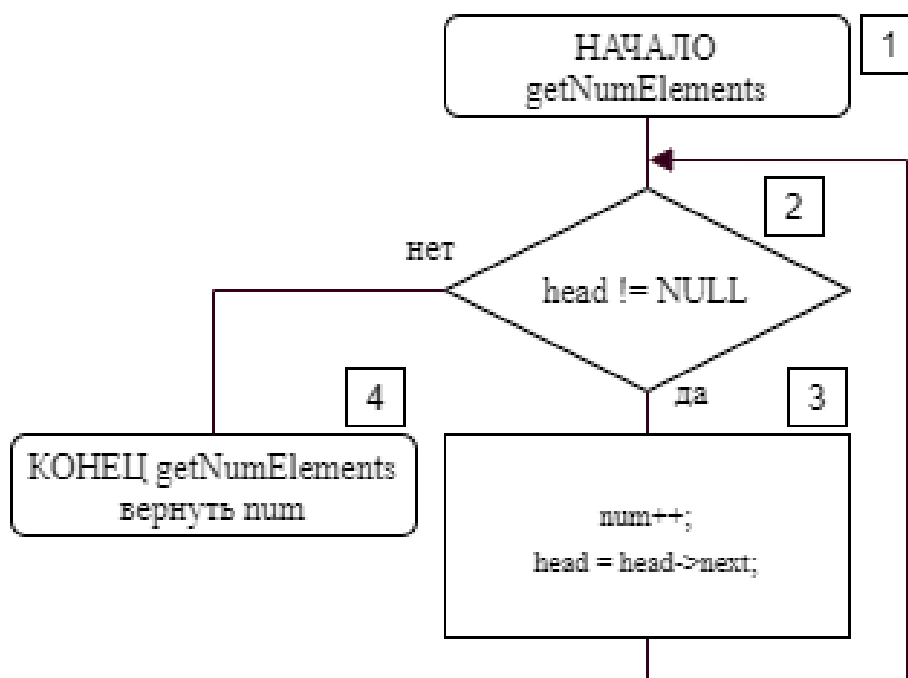 НАЧАЛО
getNumElements
1
2
нет
head != NULL
да
3
4
КОНЕЦ getNumElements
вернуть num
num++;
head = head->next;